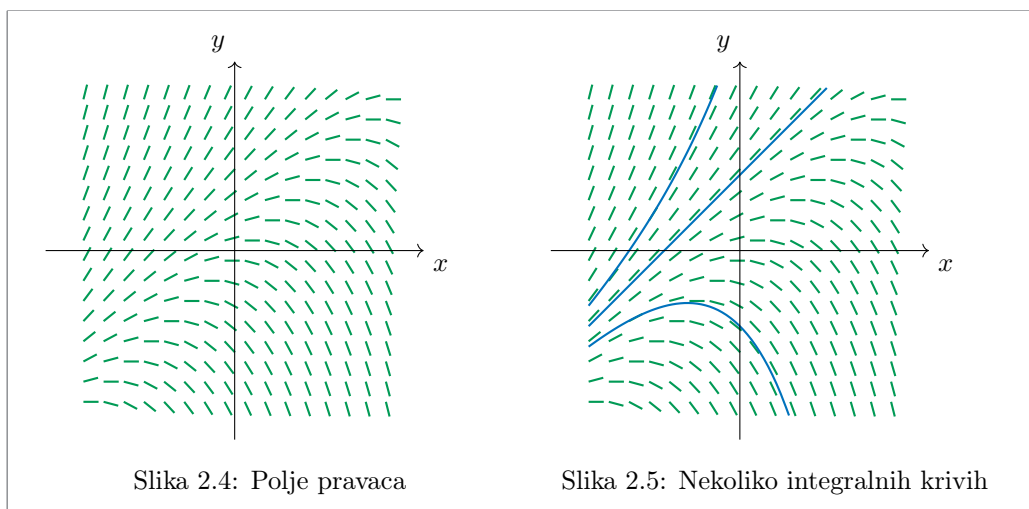 y
x
Slika 2.4: Polje pravaca
y
x
Slika 2.5: Nekoliko integralnih krivih